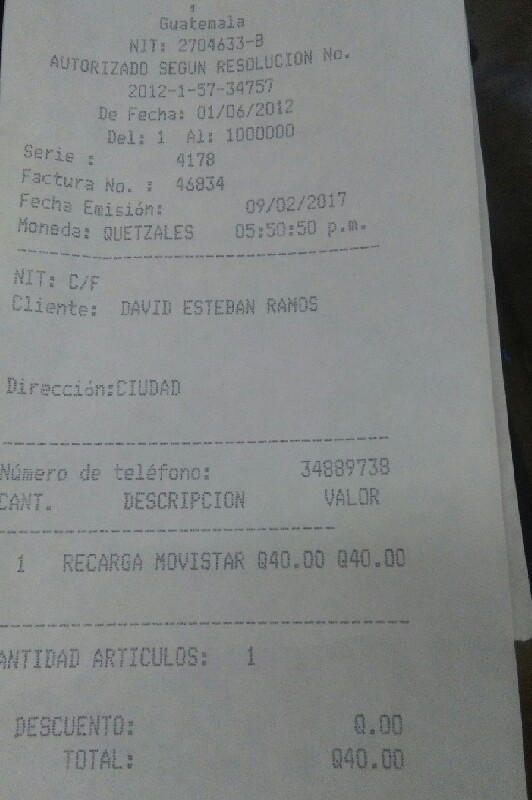 Guatemala
NIT: 2704633-B
AUTORIZADO SEGUN RESOLUCION No.
2012-1-57-34757
De Fecha: 01/06/2012
Del: 1 Al: 1000000
Serie : 4178
Factura No. : 46834
Fecha Emisión: 09/02/2017
Moneda: QUETZALES 05:50:50 p.m.
NIT: C/F
Cliente: DAVID ESTEBAN RAMOS
Dirección:CIUDAD
Número de teléfono: 34889738
CANT. DESCRIPCION VALOR
1 RECARGA MOVISTAR Q40.00 Q40.00
ANTIDAD ARTICULOS: 1
DESCUENTO: Q.00
TOTAL: Q40.00